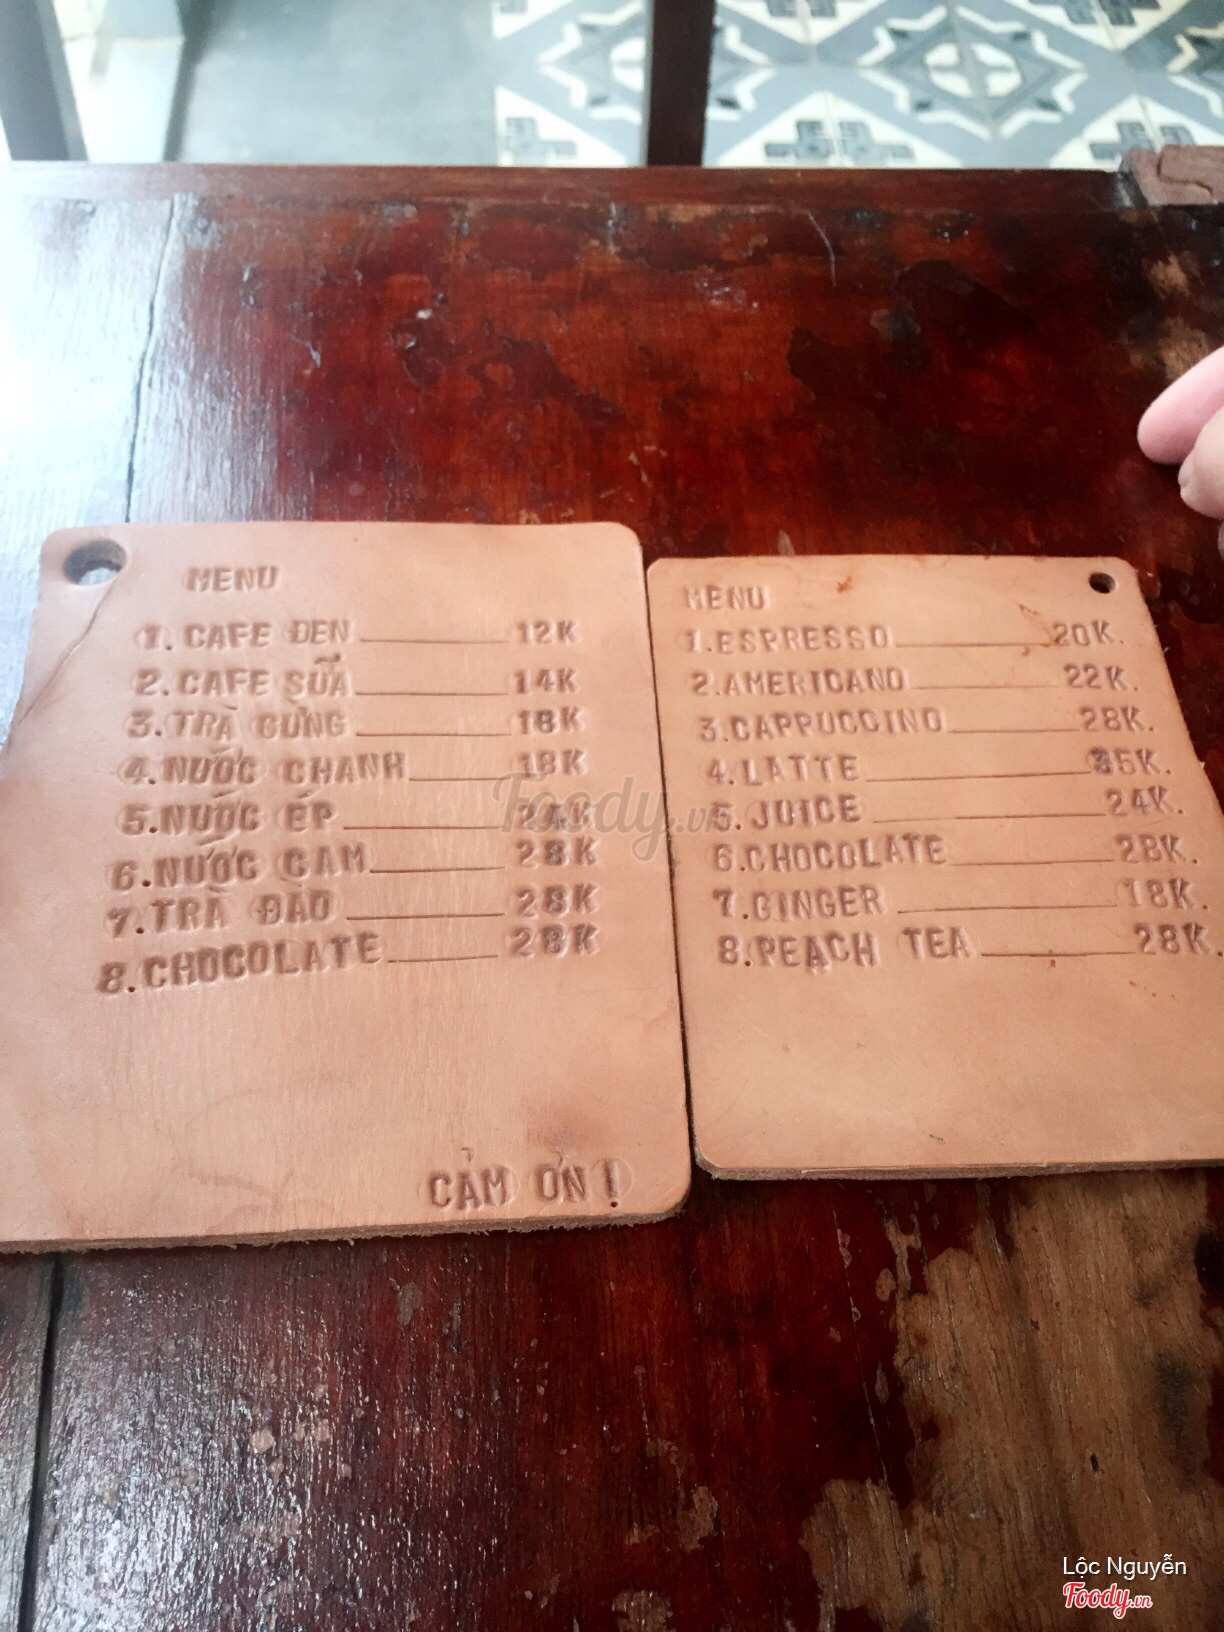 MENU
1. CAFE ĐEN 12K
2. CAFE SỮA 14K
3. TRÀ GỪNG 18K
4. NƯỚC CHANH 18K
5. NƯỚC ÉP 24K
6. NƯỚC CAM 28K
7. TRÀ ĐÀO 28K
8. CHOCOLATE 28K
CẢM ƠN!
MENU
1. ESPRESSO 20K.
2. AMERICANO 22K.
3. CAPPUCCINO 28K.
4. LATTE 35K.
5. JUICE 24K.
6. CHOCOLATE 28K.
7. GINGER 18K.
8. PEACH TEA 28K.
Foody.vn
Lộc Nguyễn
Foody.vn